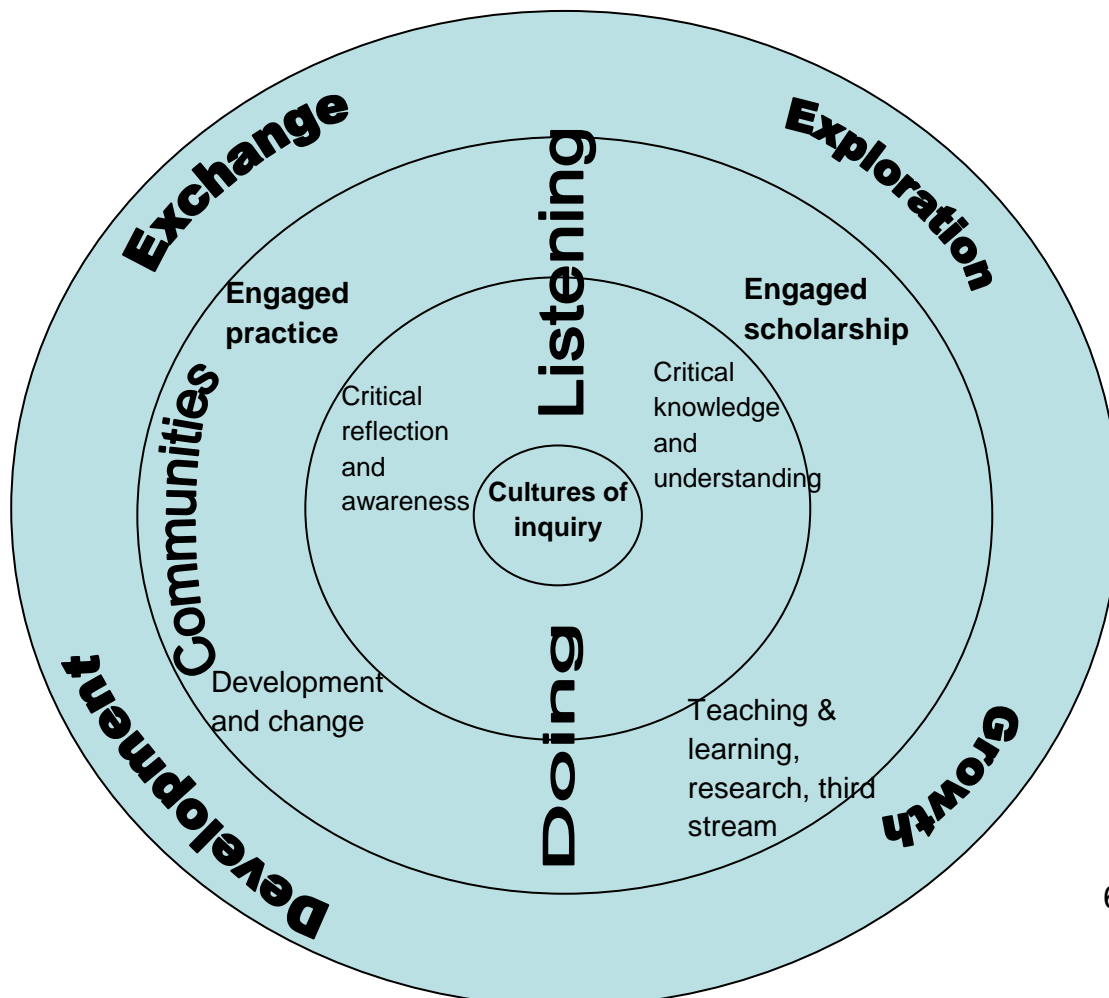 Exchange
Exploration
Listening
Engaged
practice
Engaged
scholarship
Communities
Critical
reflection
and
awareness
Critical
knowledge
and
understanding
Cultures of
inquiry
Doing
Development
and change
Teaching &
learning,
research, third
stream
Development
Growth
6